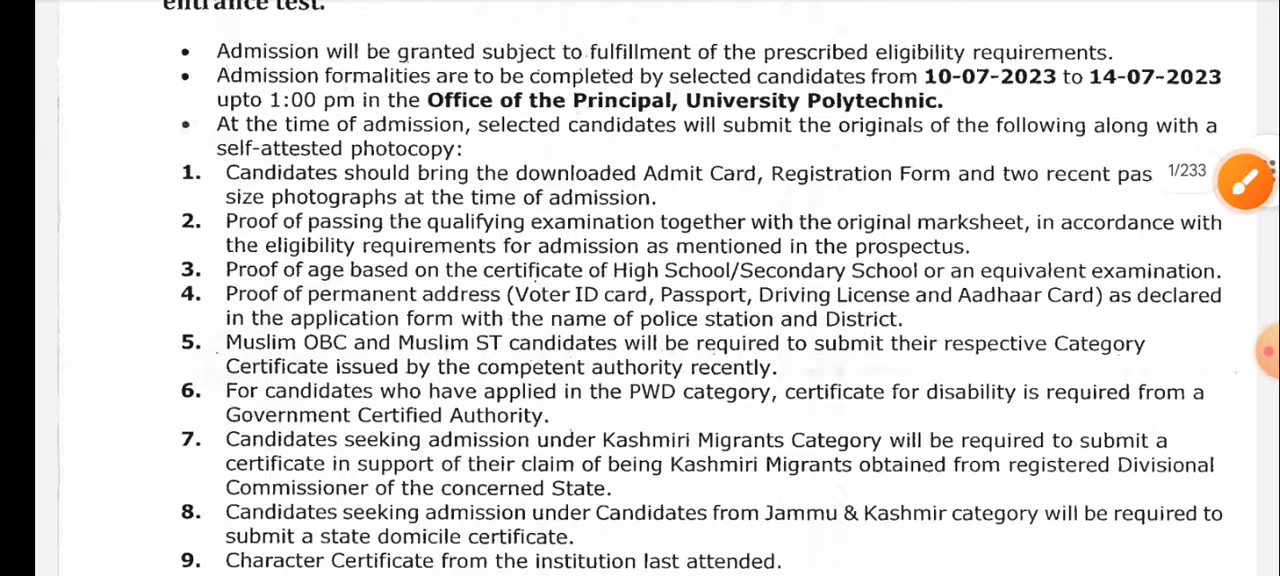 entrance test.
• Admission will be granted subject to fulfillment of the prescribed eligibility requirements.
• Admission formalities are to be completed by selected candidates from 10-07-2023 to 14-07-2023
upto 1:00 pm in the Office of the Principal, University Polytechnic.
• At the time of admission, selected candidates will submit the originals of the following along with a
self-attested photocopy:
1. Candidates should bring the downloaded Admit Card, Registration Form and two recent pas
1/233
size photographs at the time of admission.
2. Proof of passing the qualifying examination together with the original marksheet, in accordance with
the eligibility requirements for admission as mentioned in the prospectus.
3. Proof of age based on the certificate of High School/Secondary School or an equivalent examination.
4. Proof of permanent address (Voter ID card, Passport, Driving License and Aadhaar Card) as declared
in the application form with the name of police station and District.
5. Muslim OBC and Muslim ST candidates will be required to submit their respective Category
Certificate issued by the competent authority recently.
6. For candidates who have applied in the PWD category, certificate for disability is required from a
Government Certified Authority.
7. Candidates seeking admission under Kashmiri Migrants Category will be required to submit a
certificate in support of their claim of being Kashmiri Migrants obtained from registered Divisional
Commissioner of the concerned State.
8. Candidates seeking admission under Candidates from Jammu & Kashmir category will be required to
submit a state domicile certificate.
9. Character Certificate from the institution last attended.